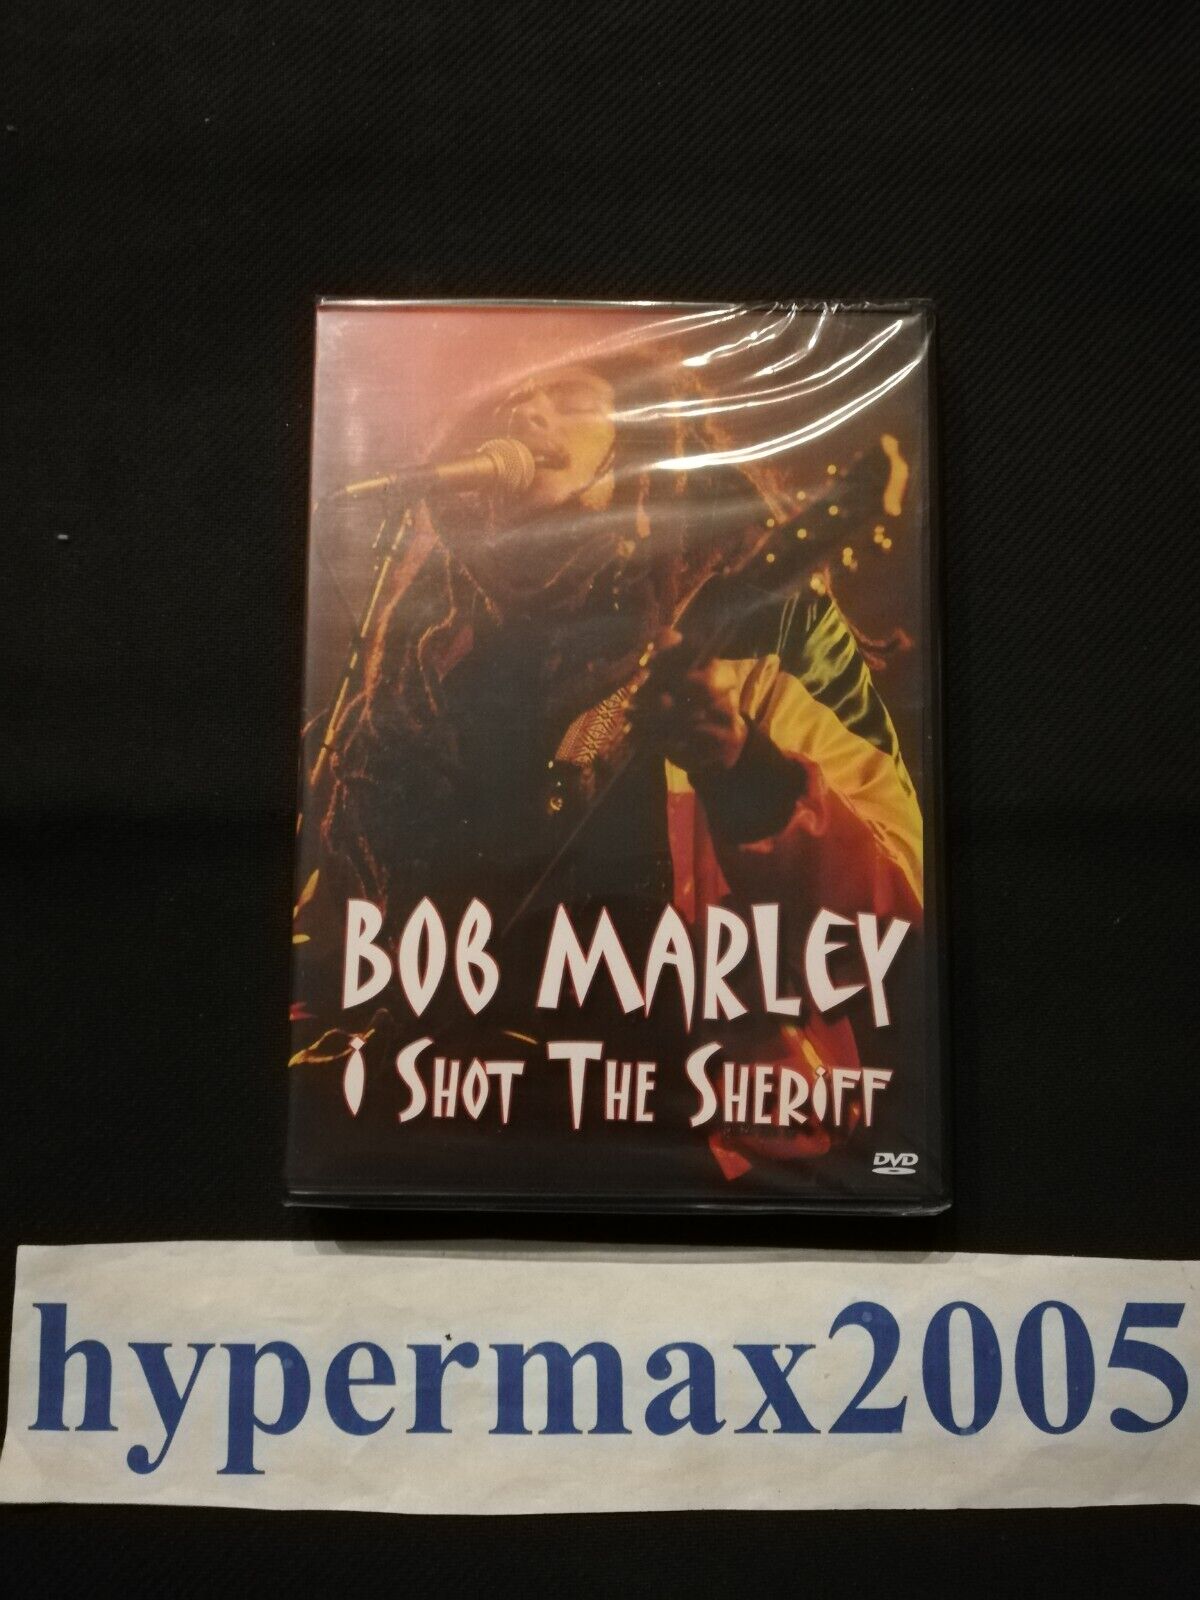 BOB MARLEY
i SHOT THE SHERiFF
DVD
hypermax2005